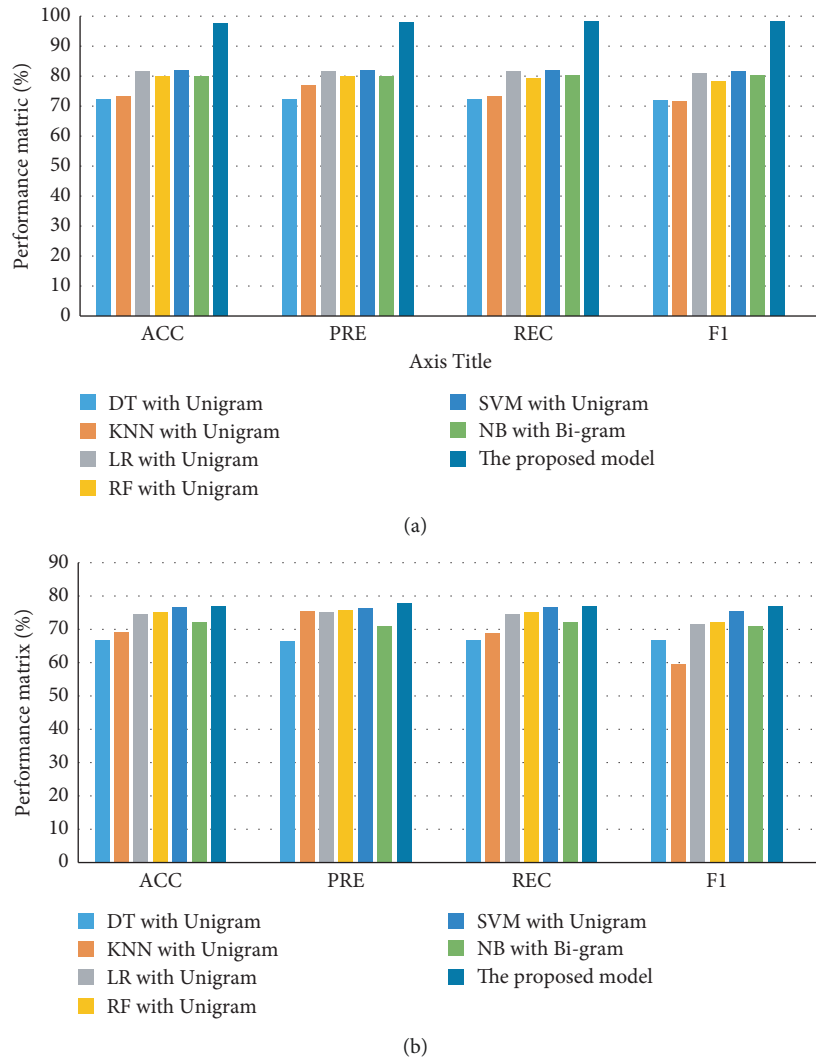 100
90
80
70
60
50
40
30
20
10
0
Performance matric (%)
ACC PRE REC F1
Axis Title
DT with Unigram
KNN with Unigram
LR with Unigram
RF with Unigram
SVM with Unigram
NB with Bi-gram
The proposed model
(a)
90
80
70
60
50
40
30
20
10
0
Performance matrix (%)
ACC PRE REC F1
DT with Unigram
KNN with Unigram
LR with Unigram
RF with Unigram
SVM with Unigram
NB with Bi-gram
The proposed model
(b)